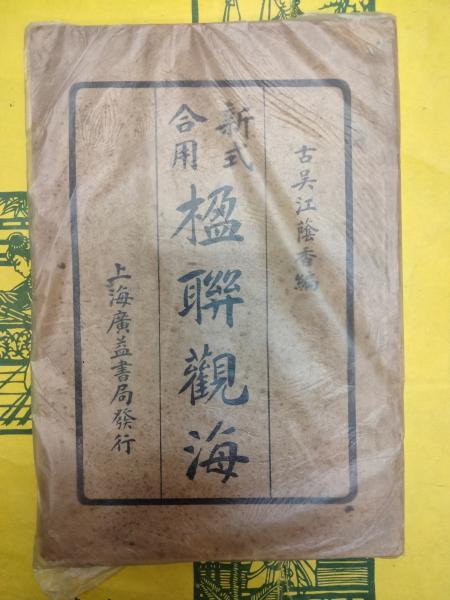 古吴江蔭香編
新式
合用
楹聯觀海
上海廣益書局發行